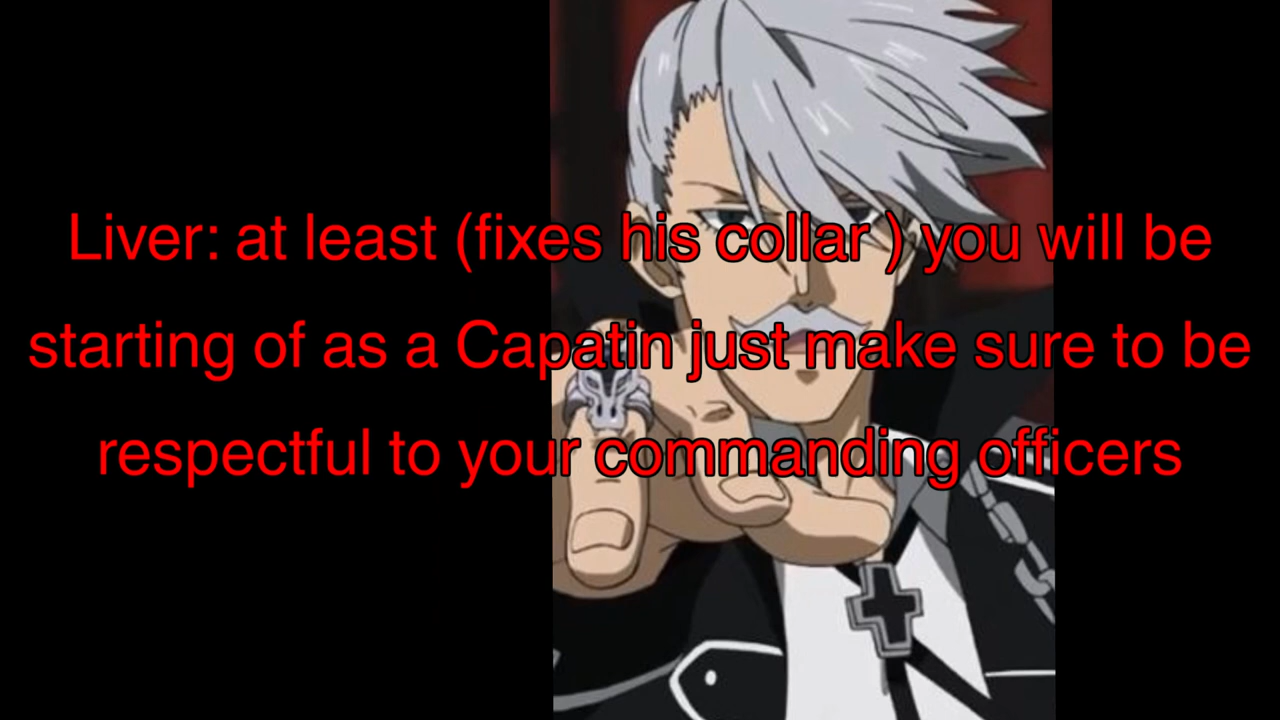 Liver: at least (fixes his collar ) you will be
starting of as a Capatin just make sure to be
respectful to your commanding officers